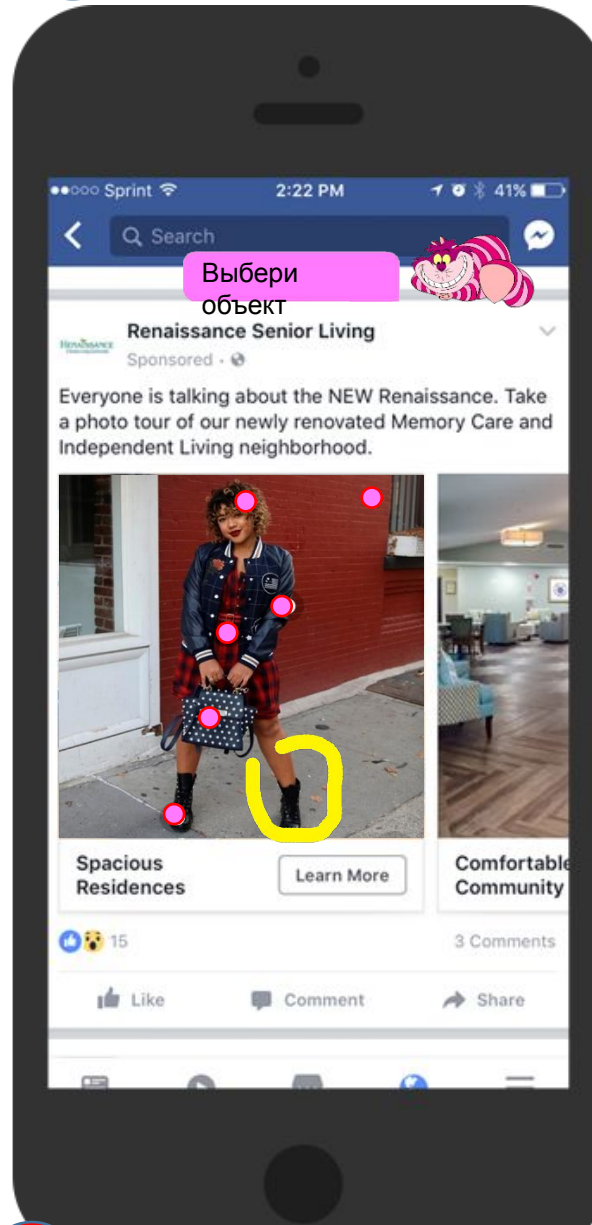 Sprint 2:22 PM 41%
Search
Выбери
объект
Renaissance Senior Living
RENAISSANCE
Sponsored ·
Everyone is talking about the NEW Renaissance. Take
a photo tour of our newly renovated Memory Care and
Independent Living neighborhood.
Spacious
Residences
Learn More
Comfortable
Community
15
3 Comments
Like Comment Share